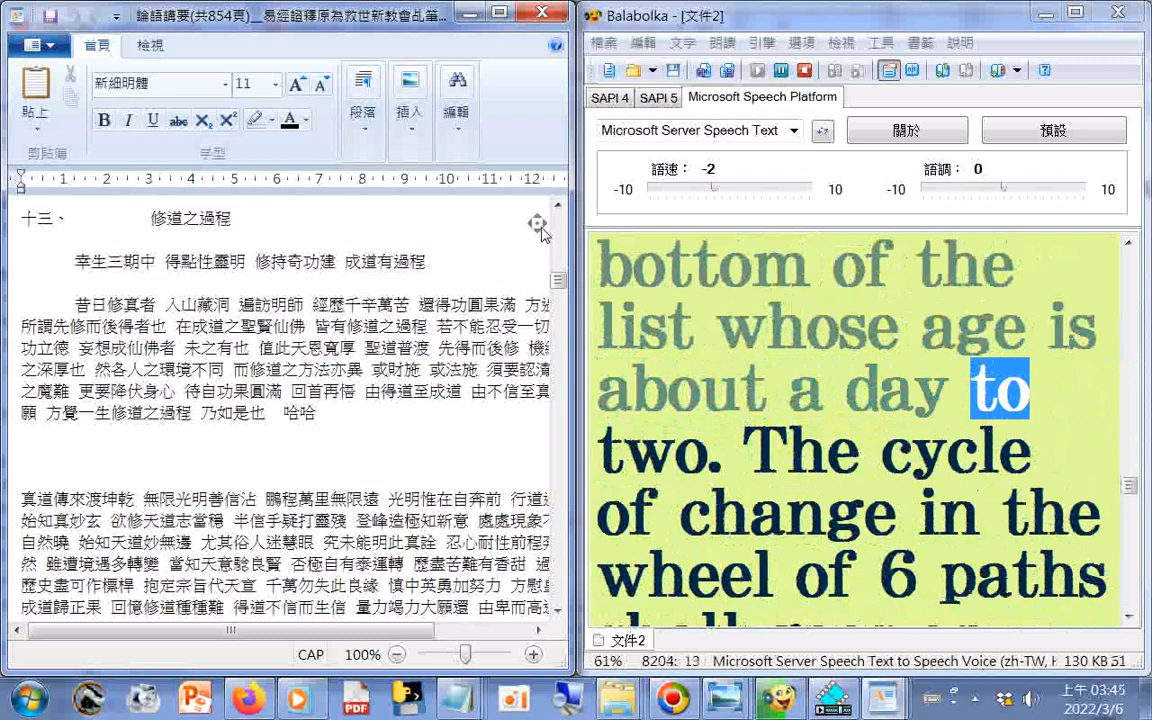 論語講要(共854頁)__易經證釋原為救世新教會乩筆...
首頁
檢視
貼上
剪貼簿
新細明體
11
B I U abc X₂ X²
字型
段落
插入
編輯
1 2 3 4 5 6 7 8 9 10 11 12
十三、 修道之過程
幸生三期中 得點性靈明 修持奇功建 成道有過程
昔日修真者 入山藏洞 遍訪明師 經歷千辛萬苦 還得功圓果滿 方
所謂先修而後得者也 在成道之聖賢仙佛 皆有修道之過程 若不能忍受一切
功立德 妄想成仙佛者 未之有也 值此天恩寬厚 聖道普渡 先得而後修 機
之深厚也 然各人之環境不同 而修道之方法亦異 或財施 或法施 須要認清
之魔難 更要降伏身心 待自功果圓滿 回首再悟 由得道至成道 由不信至真
願 方覺一生修道之過程 乃如是也 哈哈
真道傳來渡坤乾 無限光明善信沾 鵬程萬里無限遠 光明惟在自奔前 行道
始知真妙玄 欲修天道志當穩 半信半疑打靈殘 登峰造極知新意 處處現象
自然曉 始知天道妙無邊 尤其俗人迷慧眼 究未能明此真詮 忍心耐性前程
然 雖遭境遇多轉變 當知天意驗良賢 否極自有泰運轉 歷盡苦難有香甜
歷史盡可作標桿 抱定宗旨代天宣 千萬勿失此良緣 慎中英勇加努力 方慰
成道歸正果 回憶修道種種難 得道不信而生信 量力竭力大願還 由卑而高
CAP 100%
Balabolka - [文件2]
檔案 編輯 文字 朗讀 引擎 選項 檢視 工具 書籤 說明
SAPI 4 SAPI 5 Microsoft Speech Platform
Microsoft Server Speech Text
關於
預設
語速： -2
語調： 0
-10 10 -10 10
bottom of the
list whose age is
about a day to
two. The cycle
of change in the
wheel of 6 paths
文件2
61% 8204: 13 Microsoft Server Speech Text to Speech Voice (zh-TW, H 130 KB 51
上午 03:45
2022/3/6